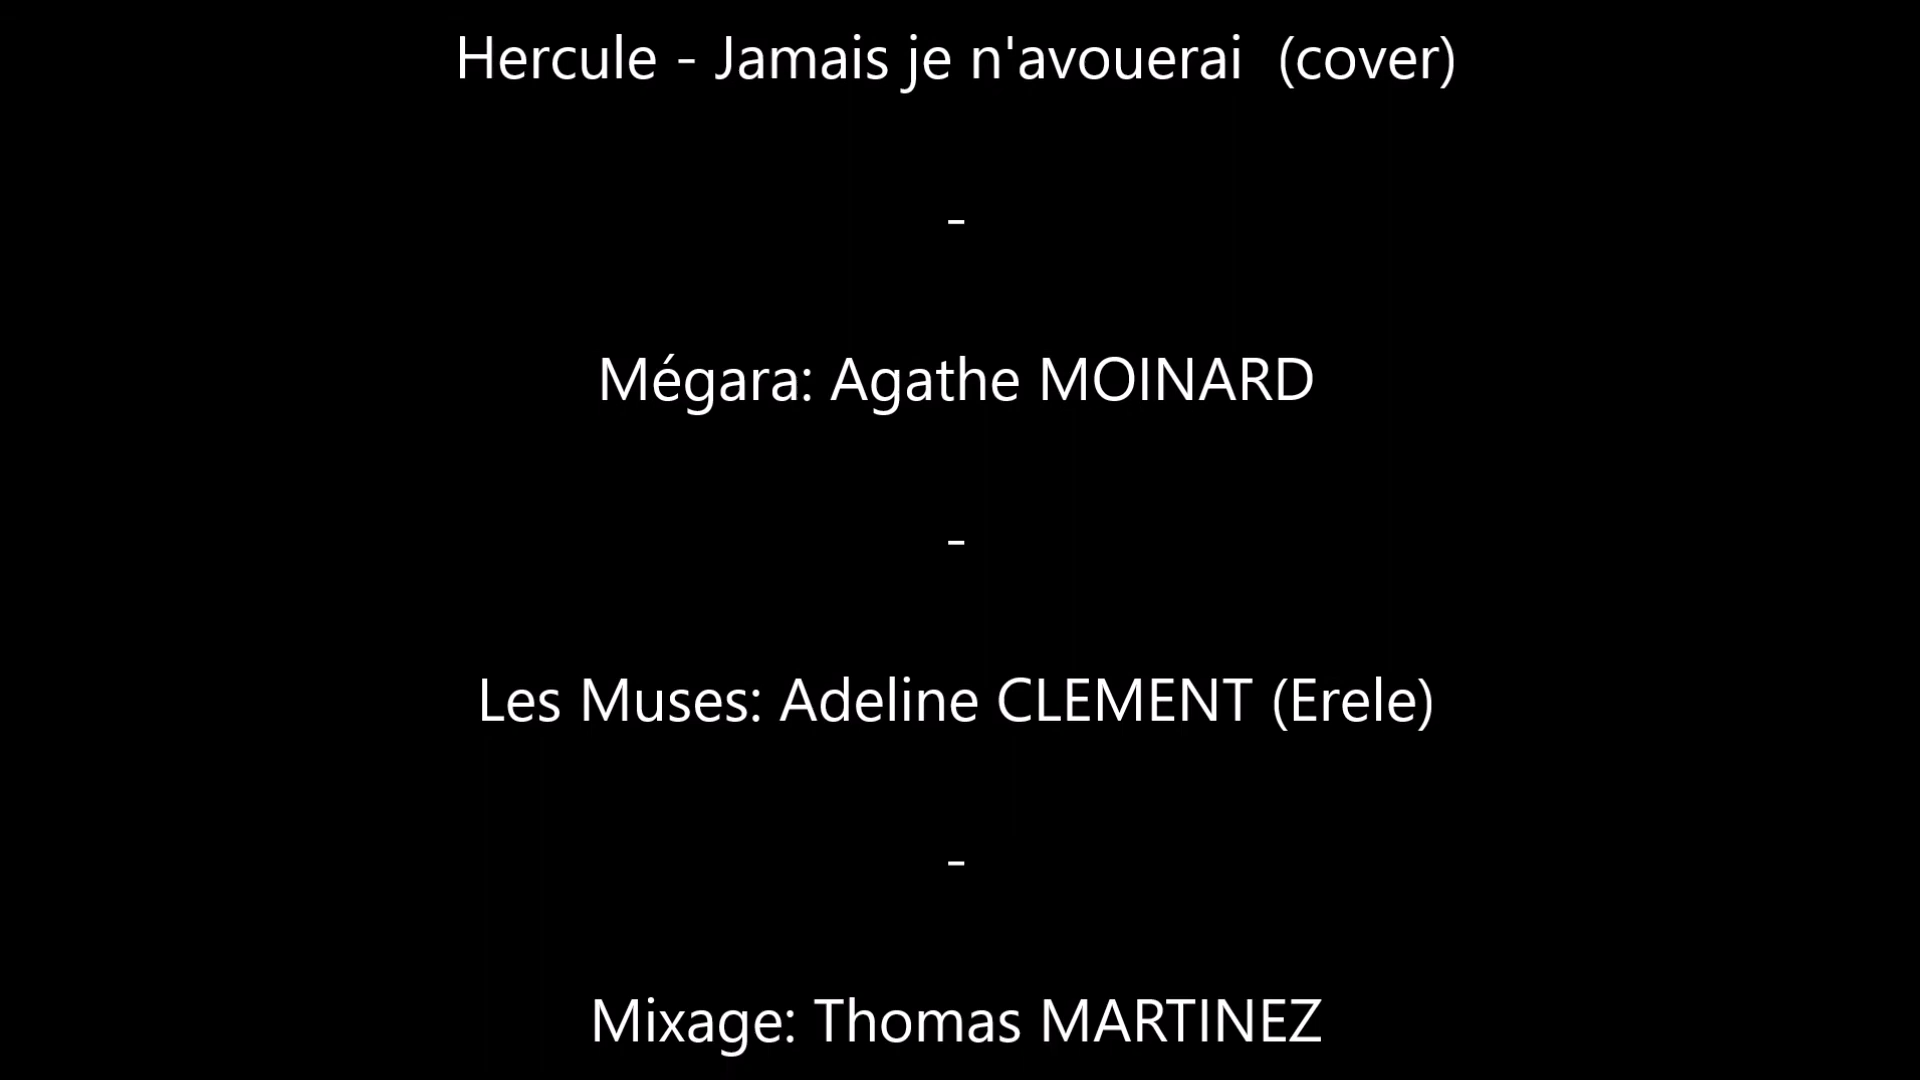 Hercule - Jamais je n'avouerai  (cover)
-
Mégara: Agathe MOINARD
-
Les Muses: Adeline CLEMENT (Erele)
-
Mixage: Thomas MARTINEZ